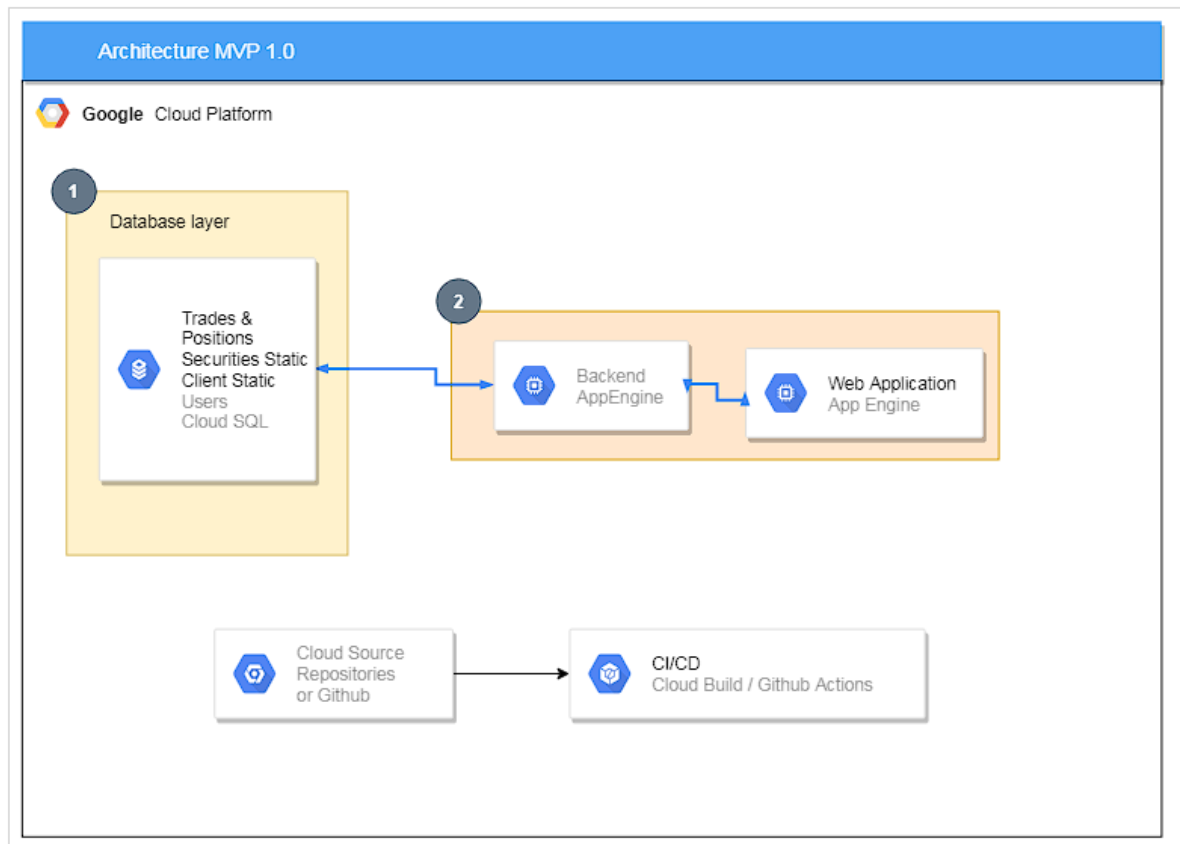 Architecture MVP 1.0
Google Cloud Platform
1
Database layer
Trades &
Positions
Securities Static
Client Static
Users
Cloud SQL
2
Backend
AppEngine
Web Application
App Engine
Cloud Source
Repositories
or Github
CI/CD
Cloud Build / Github Actions